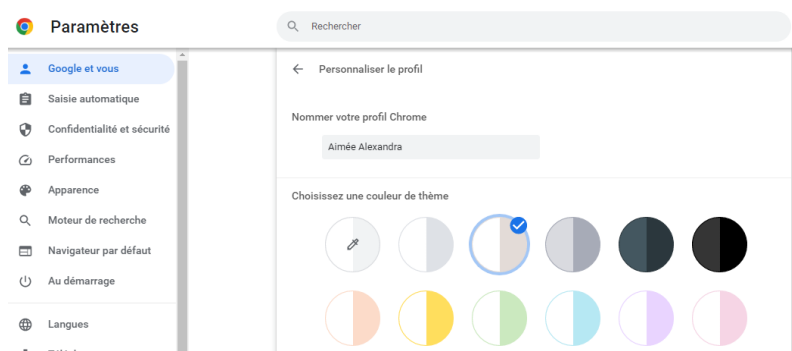 Paramètres
Rechercher
Google et vous
Saisie automatique
Confidentialité et sécurité
Performances
Apparence
Moteur de recherche
Navigateur par défaut
Au démarrage
Langues
Personnaliser le profil
Nommer votre profil Chrome
Aimée Alexandra
Choisissez une couleur de thème